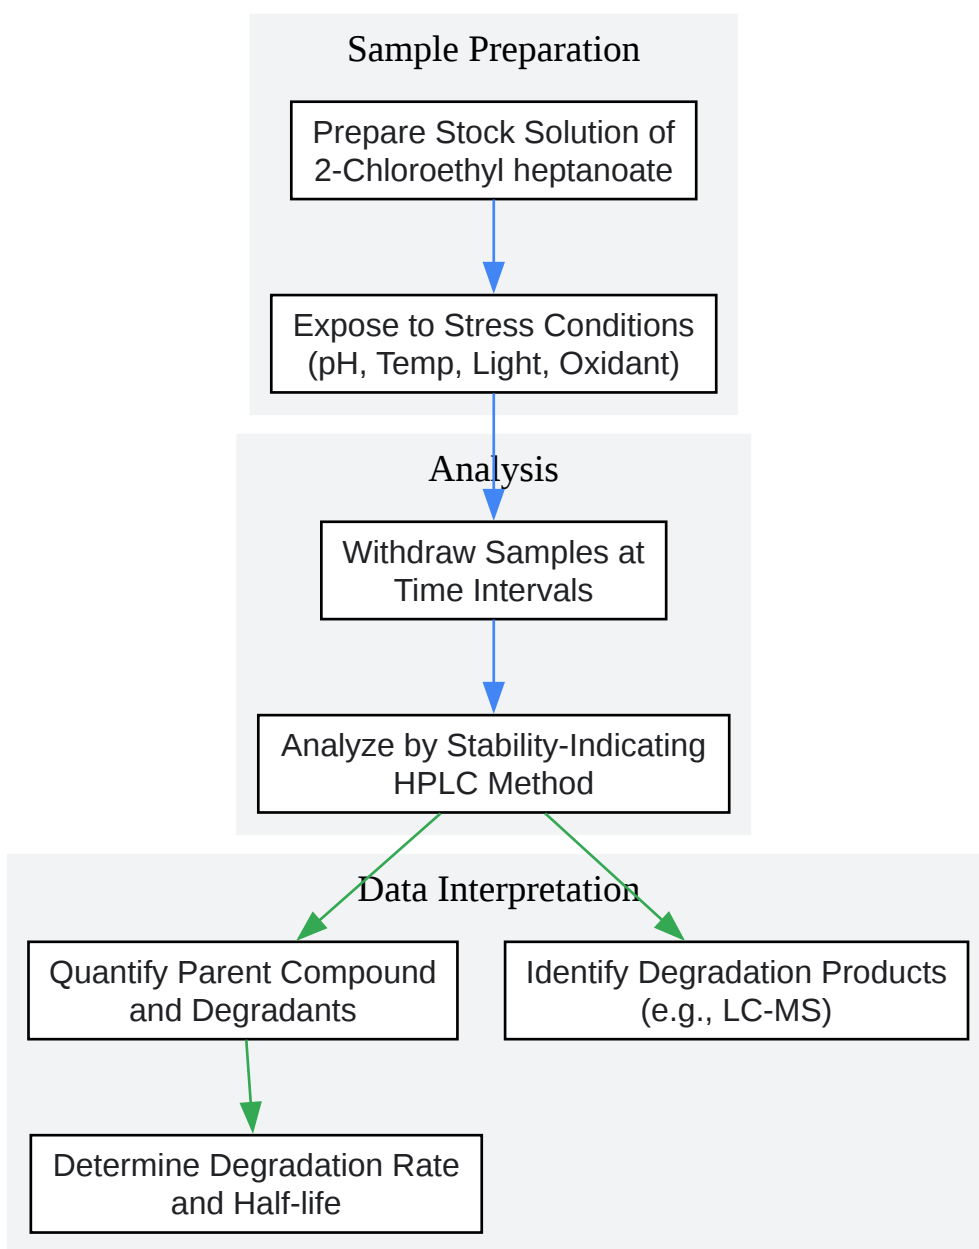 Sample Preparation
Prepare Stock Solution of
2-Chloroethyl heptanoate
Expose to Stress Conditions
(pH, Temp, Light, Oxidant)
Analysis
Withdraw Samples at
Time Intervals
Analyze by Stability-Indicating
HPLC Method
Data Interpretation
Quantify Parent Compound
and Degradants
Identify Degradation Products
(e.g., LC-MS)
Determine Degradation Rate
and Half-life